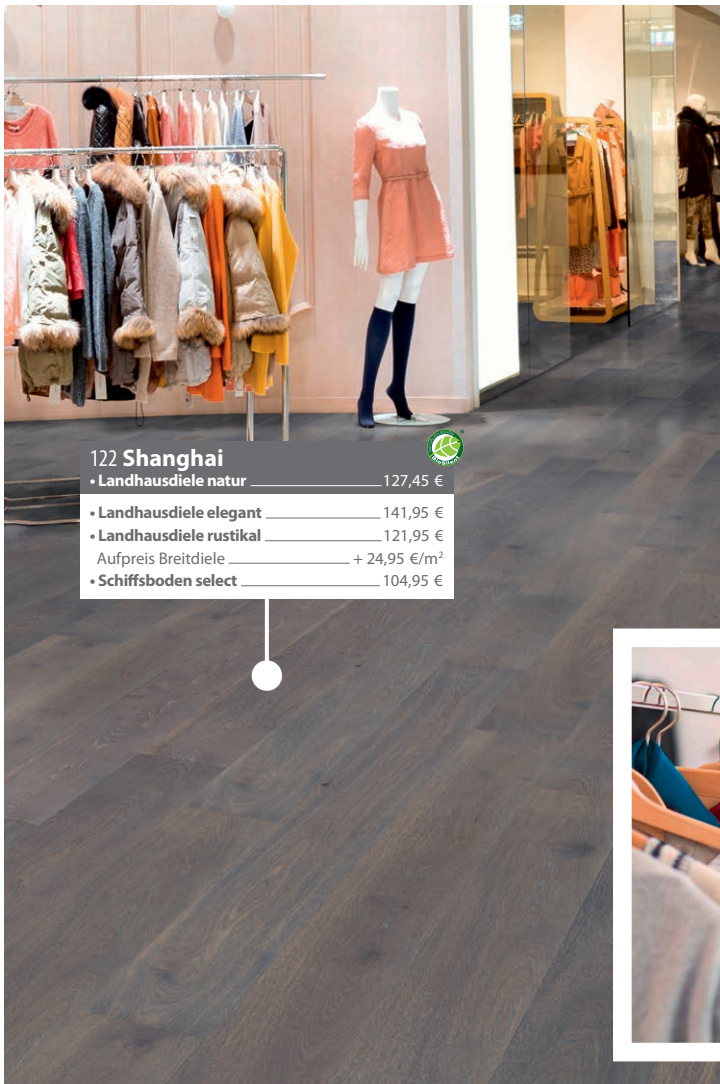 122 Shanghai
• Landhausdiele natur 127,45 €
• Landhausdiele elegant 141,95 €
• Landhausdiele rustikal 121,95 €
Aufpreis Breitdiele + 24,95 €/m²
• Schiffsboden select 104,95 €